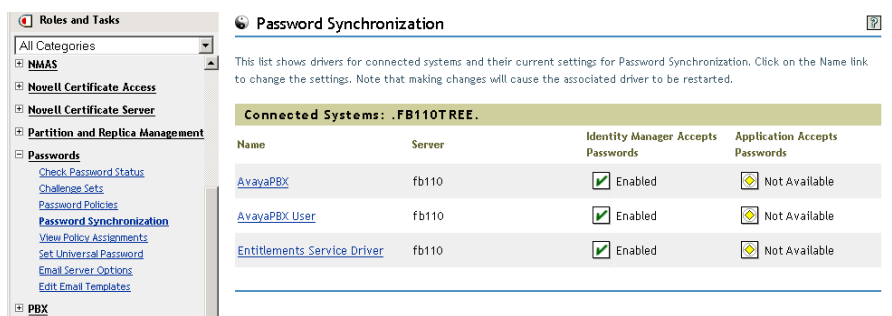 Roles and Tasks
All Categories
NMAS
Novell Certificate Access
Novell Certificate Server
Partition and Replica Management
Passwords
Check Password Status
Challenge Sets
Password Policies
Password Synchronization
View Policy Assignments
Set Universal Password
Email Server Options
Edit Email Templates
PBX
Password Synchronization
?
This list shows drivers for connected systems and their current settings for Password Synchronization. Click on the Name link
to change the settings. Note that making changes will cause the associated driver to be restarted.
Connected Systems: .FB110TREE.
Name Server Identity Manager Accepts Passwords Application Accepts Passwords
AvayaPBX fb110 Enabled Not Available
AvayaPBX User fb110 Enabled Not Available
Entitlements Service Driver fb110 Enabled Not Available